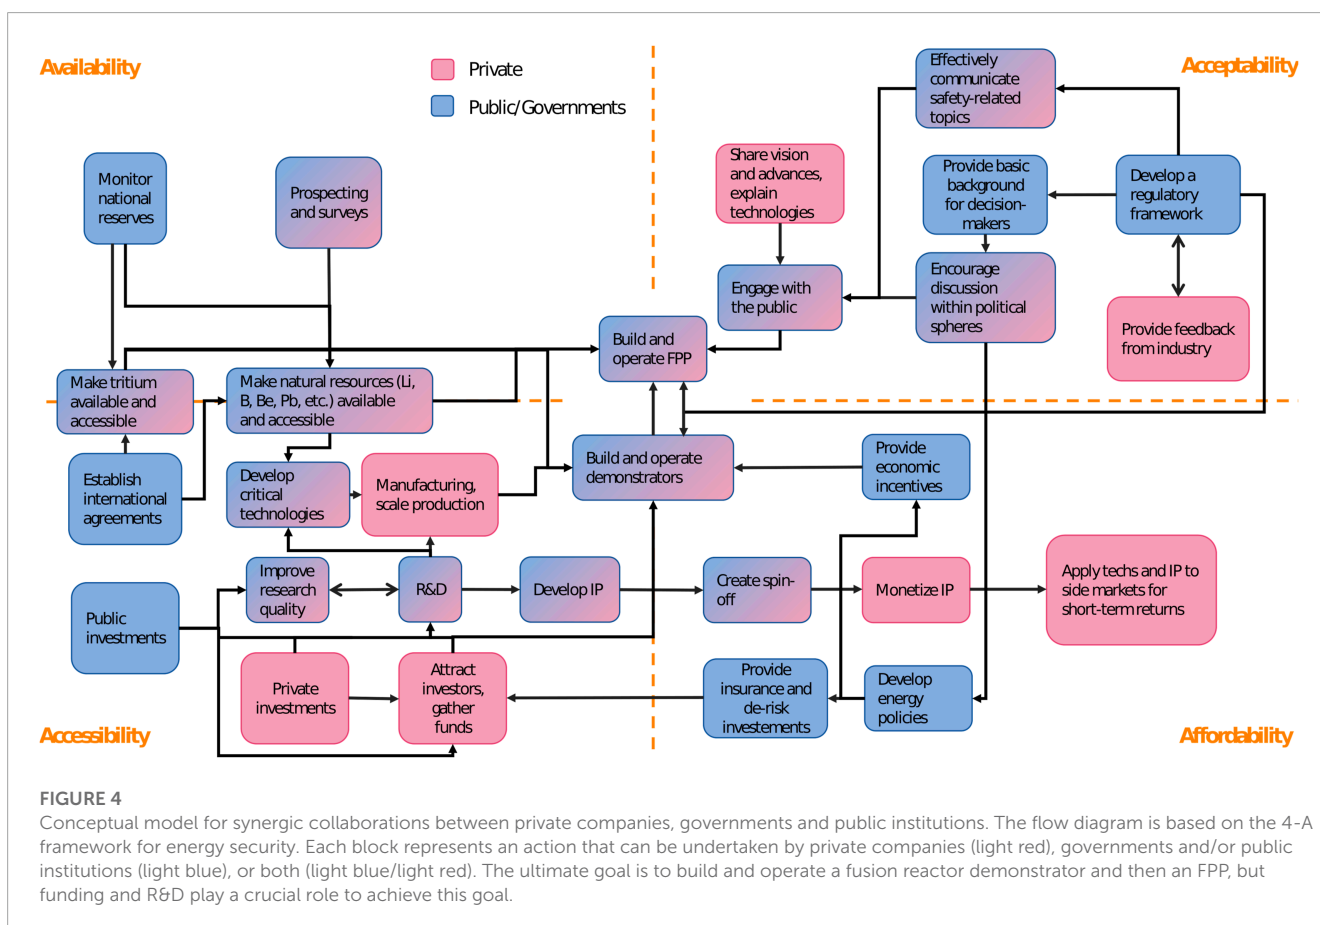 Availability
Private
Public/Governments
Acceptability
Monitor
national
reserves
Prospecting
and surveys
Share vision
and advances,
explain
technologies
Effectively
communicate
safety-related
topics
Provide basic
background
for decision-
makers
Develop a
regulatory
framework
Engage with
the public
Encourage
discussion
within political
spheres
Provide feedback
from industry
Build and
operate FPP
Make tritium
available and
accessible
Make natural resources (Li,
B, Be, Pb, etc.) available
and accessible
Establish
international
agreements
Develop
critical
technologies
Manufacturing,
scale production
Build and operate
demonstrators
Provide
economic
incentives
Public
investments
Improve
research
quality
R&D
Develop IP
Create spin-
off
Monetize IP
Apply techs and IP to
side markets for
short-term returns
Private
investments
Attract
investors,
gather
funds
Provide
insurance and
de-risk
investements
Develop
energy
policies
Accessibility
Affordability
FIGURE 4
Conceptual model for synergic collaborations between private companies, governments and public institutions. The flow diagram is based on the 4-A
framework for energy security. Each block represents an action that can be undertaken by private companies (light red), governments and/or public
institutions (light blue), or both (light blue/light red). The ultimate goal is to build and operate a fusion reactor demonstrator and then an FPP, but
funding and R&D play a crucial role to achieve this goal.